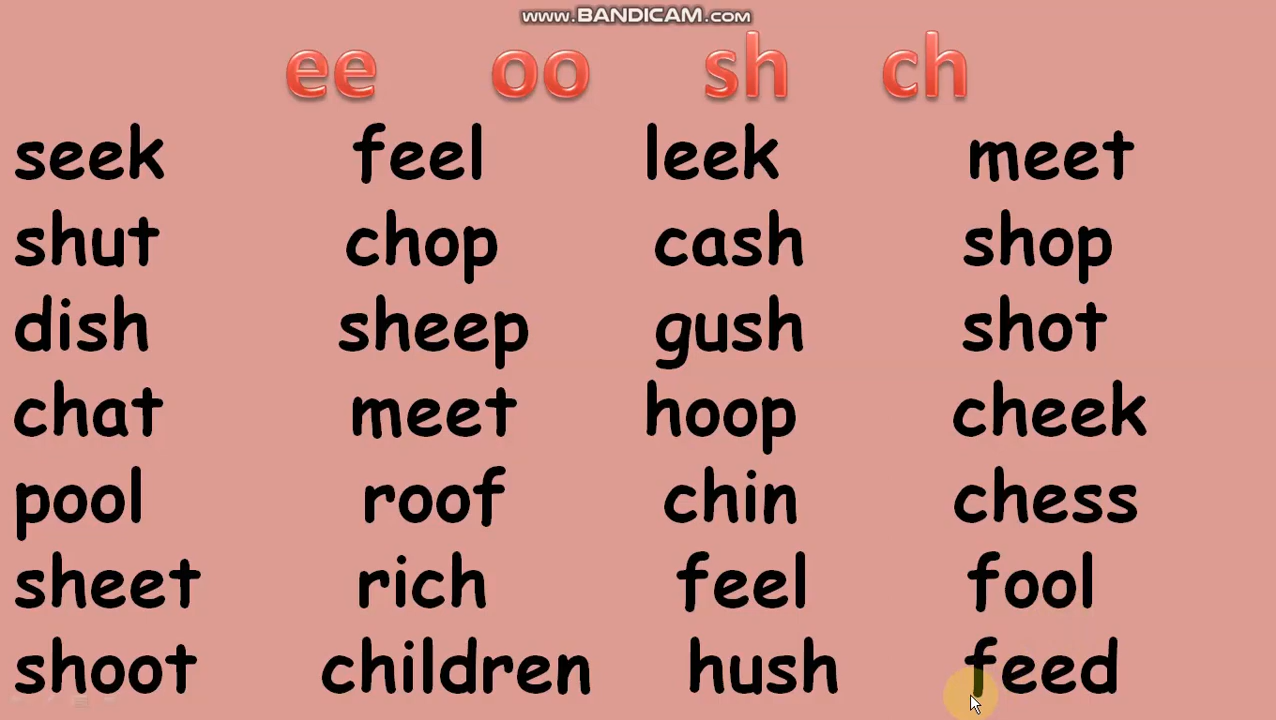 www.BANDICAM.com
ee oo sh ch
seek feel leek meet
shut chop cash shop
dish sheep gush shot
chat meet hoop cheek
pool roof chin chess
sheet rich feel fool
shoot children hush feed